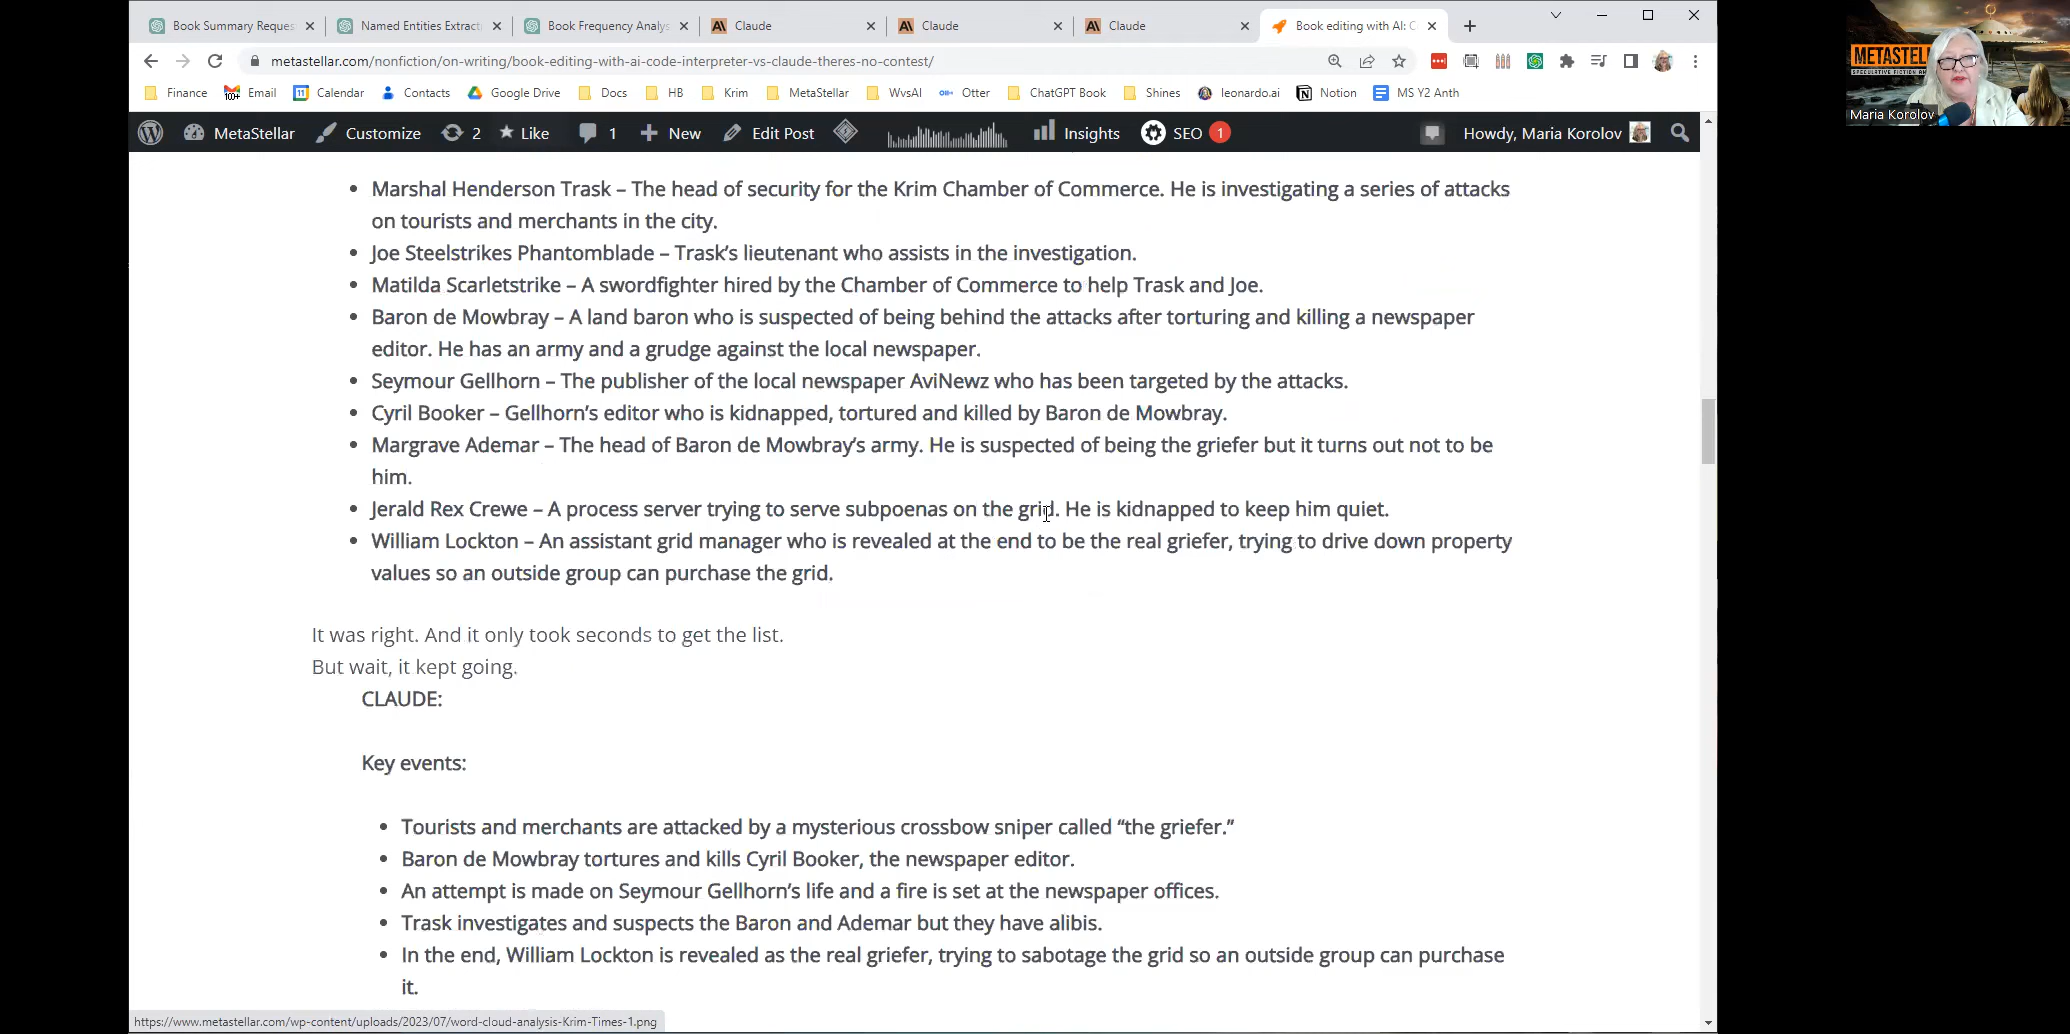 Book Summary Reques
Named Entities Extract
Book Frequency Analys
Claude
Claude
Claude
Book editing with AI: C
metastellar.com/nonfiction/on-writing/book-editing-with-ai-code-interpreter-vs-claude-theres-no-contest/
Finance
100+
Email
Calendar
Contacts
Google Drive
Docs
HB
Krim
MetaStellar
WvsAI
Otter
ChatGPT Book
Shines
leonardo.ai
Notion
MS Y2 Anth
MetaStellar
Customize
2
Like
1
New
Edit Post
Insights
SEO
1
Howdy, Maria Korolov
• Marshal Henderson Trask – The head of security for the Krim Chamber of Commerce. He is investigating a series of attacks
on tourists and merchants in the city.
• Joe Steelstrikes Phantomblade – Trask’s lieutenant who assists in the investigation.
• Matilda Scarletstrike – A swordfighter hired by the Chamber of Commerce to help Trask and Joe.
• Baron de Mowbray – A land baron who is suspected of being behind the attacks after torturing and killing a newspaper
editor. He has an army and a grudge against the local newspaper.
• Seymour Gellhorn – The publisher of the local newspaper AviNewz who has been targeted by the attacks.
• Cyril Booker – Gellhorn’s editor who is kidnapped, tortured and killed by Baron de Mowbray.
• Margrave Ademar – The head of Baron de Mowbray’s army. He is suspected of being the griefer but it turns out not to be
him.
• Jerald Rex Crewe – A process server trying to serve subpoenas on the grid. He is kidnapped to keep him quiet.
• William Lockton – An assistant grid manager who is revealed at the end to be the real griefer, trying to drive down property
values so an outside group can purchase the grid.
It was right. And it only took seconds to get the list.
But wait, it kept going.
CLAUDE:
Key events:
• Tourists and merchants are attacked by a mysterious crossbow sniper called “the griefer.”
• Baron de Mowbray tortures and kills Cyril Booker, the newspaper editor.
• An attempt is made on Seymour Gellhorn’s life and a fire is set at the newspaper offices.
• Trask investigates and suspects the Baron and Ademar but they have alibis.
• In the end, William Lockton is revealed as the real griefer, trying to sabotage the grid so an outside group can purchase
it.
https://www.metastellar.com/wp-content/uploads/2023/07/word-cloud-analysis-Krim-Times-1.png
METASTELL
SPECULATIVE FICTION AN
Maria Korolov